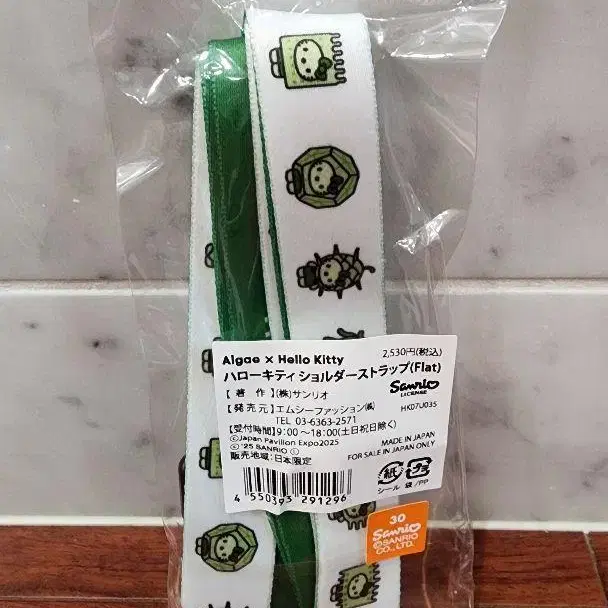 Algae × Hello Kitty
2,530円(税込)
ハローキティ ショルダーストラップ(Flat)
【 著 作 】(株)サンリオ
Sanrio
LICENSE
【 発売元 】エムシーファッション㈱
HK07U035
TEL 03-6363-2571
【受付時間】9:00〜18:00(土日祝日除く)
©Japan Pavilion Expo2025
MADE IN JAPAN
©'25 SANRIO Ⓛ
FOR SALE IN JAPAN ONLY
販売地域:日本限定
紙
プラ
シール 袋/PP
4 550393 291296
30
Sanrio
©SANRIO
CO.,LTD.